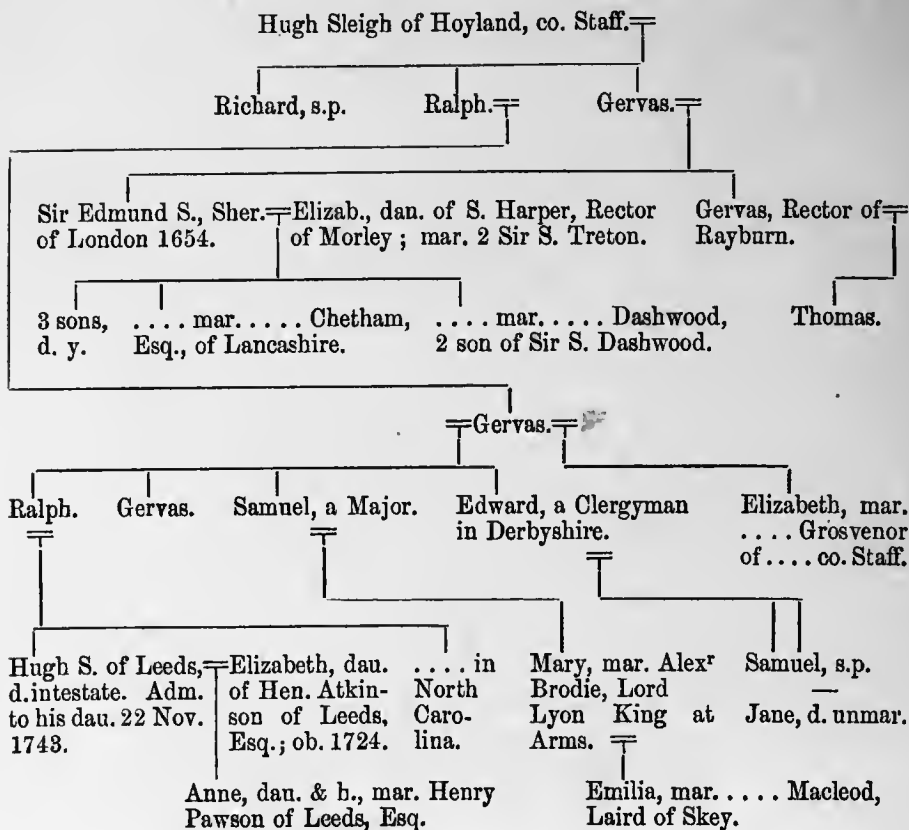 Hugh Sleigh of Hoyland, co. Staff.
Richard, s.p. Ralph. Gervas.
Sir Edmund S., Sher.
of London 1654.
Elizab., dan. of S. Harper, Rector
of Morley ; mar. 2 Sir S. Treton.
Gervas, Rector of
Rayburn.
3 sons,
d. y.
. . . . mar. . . . . Chetham,
Esq., of Lancashire.
. . . . mar. . . . . Dashwood,
2 son of Sir S. Dashwood.
Thomas.
Gervas.
Ralph. Gervas. Samuel, a Major.
Edward, a Clergyman
in Derbyshire.
Elizabeth, mar.
. . . . Grosvenor
of . . . . co. Staff.
Hugh S. of Leeds,
d.intestate. Adm.
to his dau. 22 Nov.
1743.
Elizabeth, dau.
of Hen. Atkin-
son of Leeds,
Esq. ; ob. 1724.
. . . . in
North
Caro-
lina.
Mary, mar. Alexʳ
Brodie, Lord
Lyon King at
Arms.
Samuel, s.p.
—
Jane, d. unmar.
Anne, dau. & h., mar. Henry
Pawson of Leeds, Esq.
Emilia, mar. . . . . Macleod,
Laird of Skey.